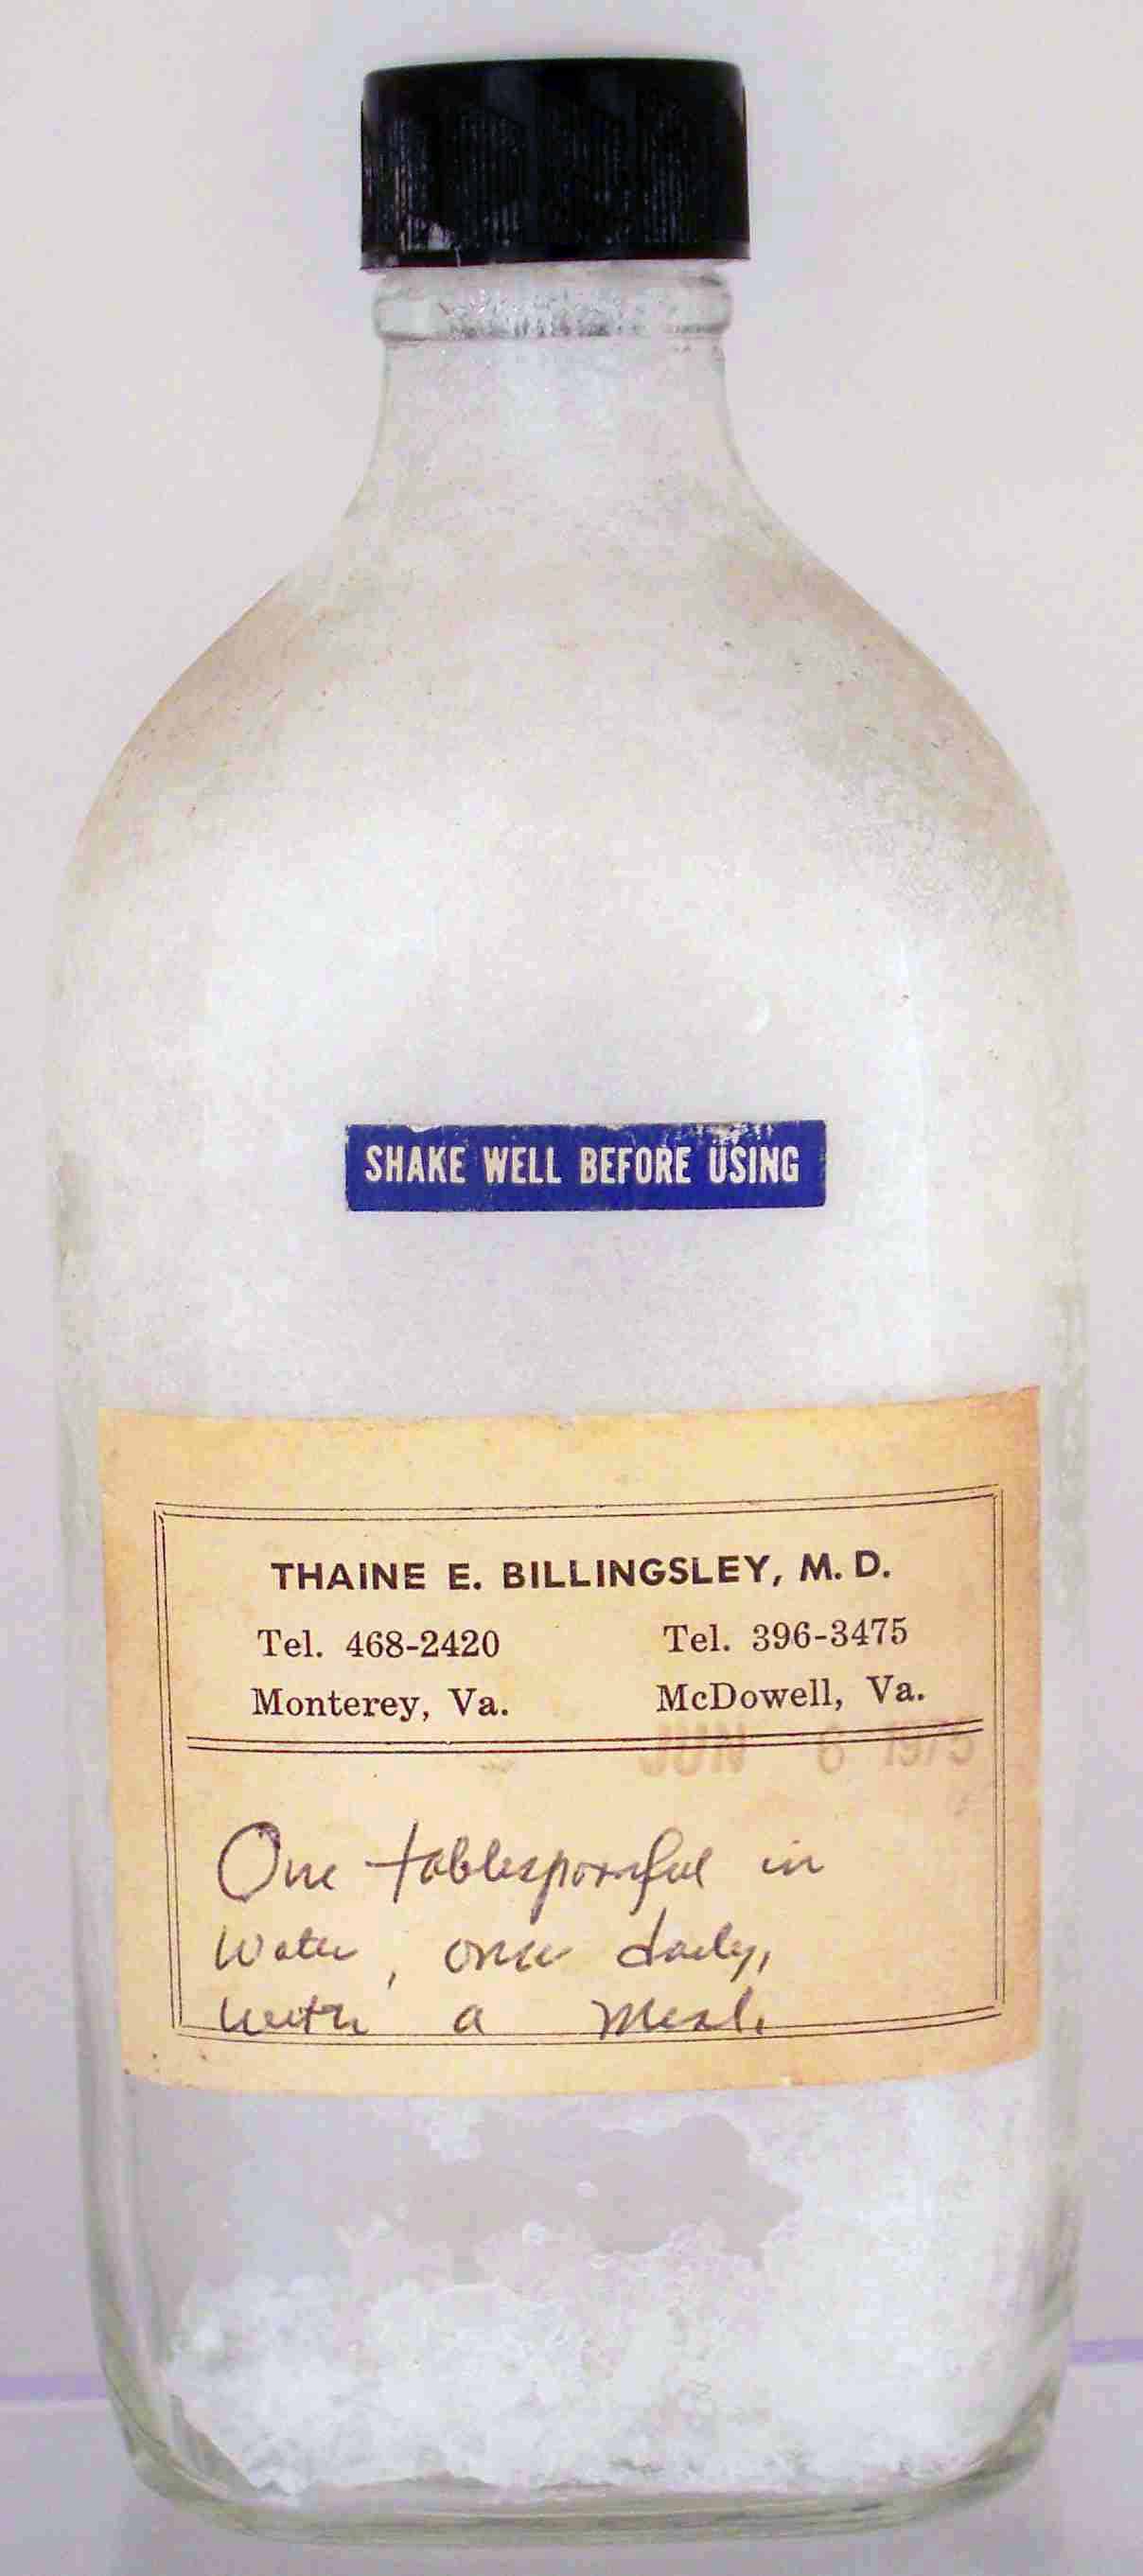 SHAKE WELL BEFORE USING
THAINE E. BILLINGSLEY, M. D.
Tel. 468-2420 Tel. 396-3475
Monterey, Va. McDowell, Va.
JUN 6 1975
One tablespoonful in
water, once daily,
with a meal.